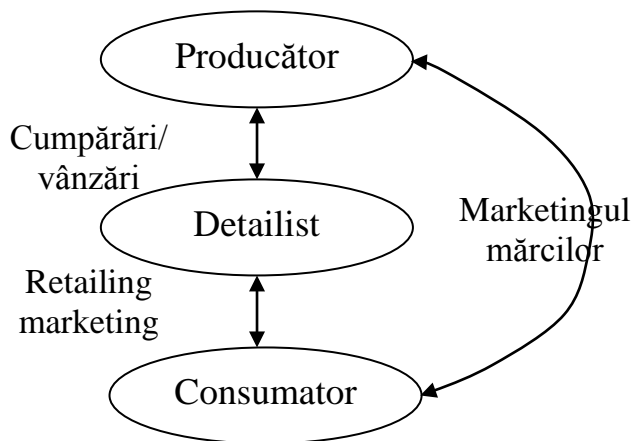 Producător
Cumpărări/
vânzări
Detailist
Marketingul
mărcilor
Retailing
marketing
Consumator